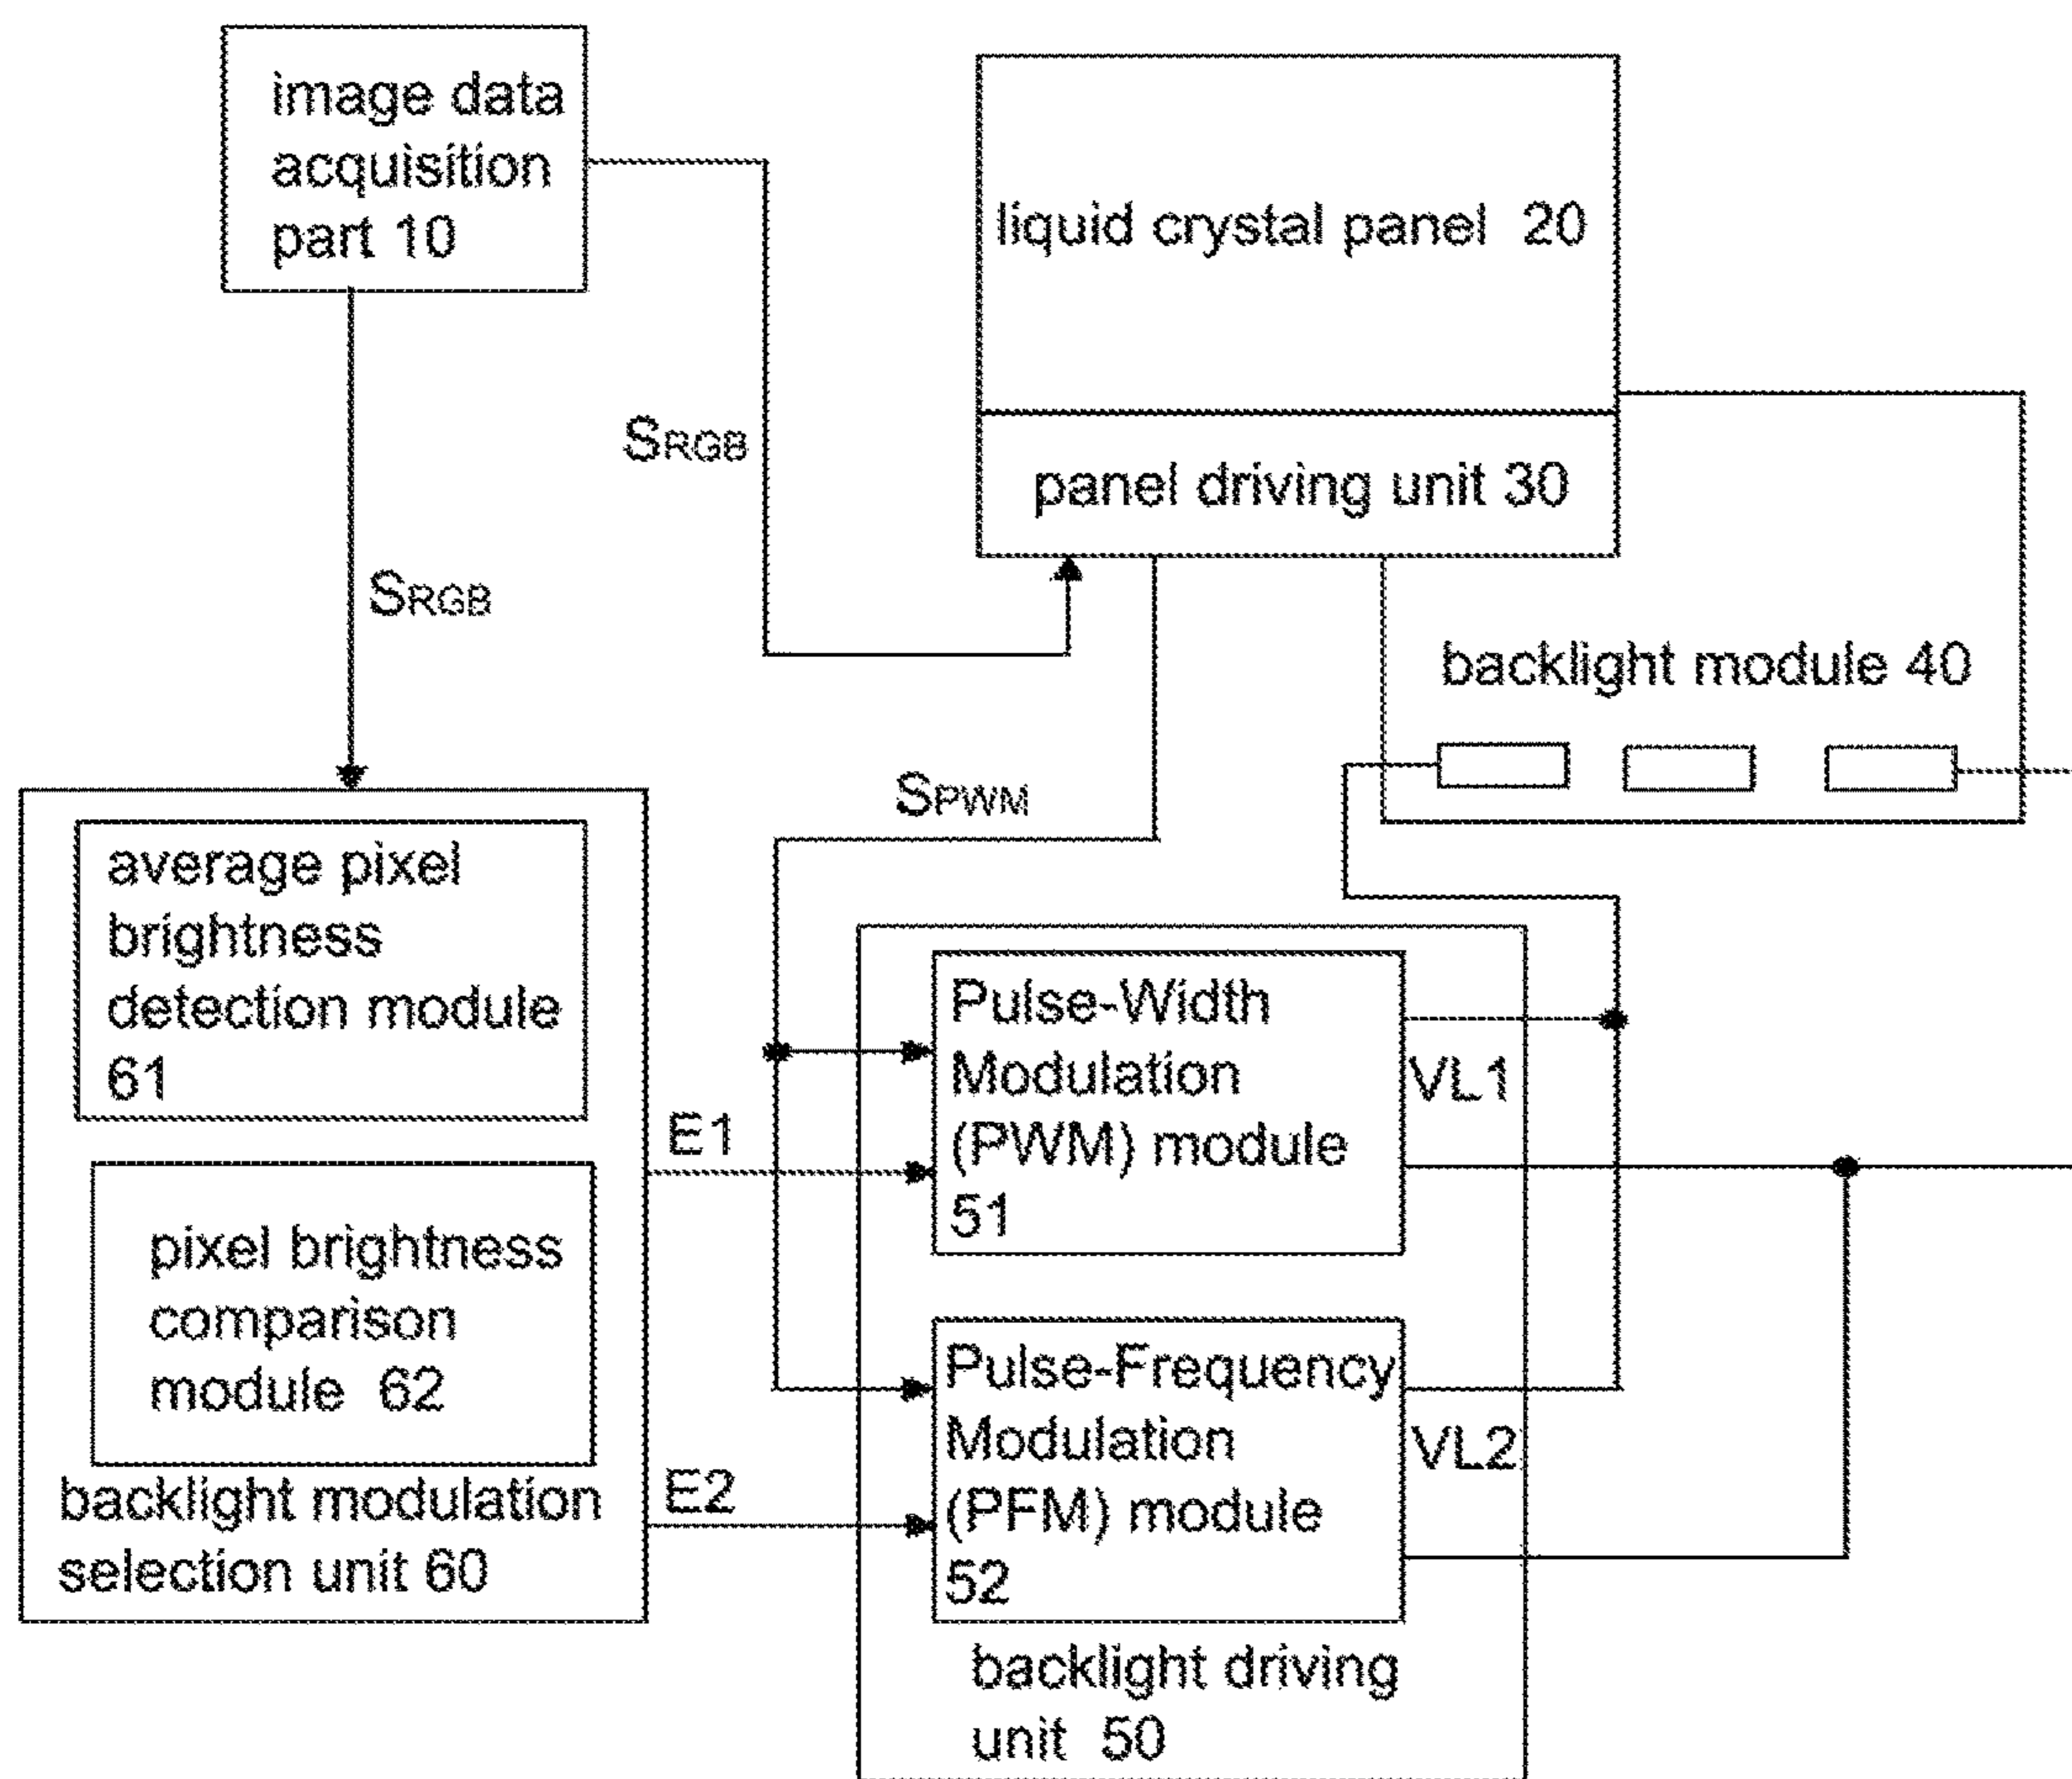 image data
acquisition
part 10
liquid crystal panel 20
panel driving unit 30
SRGB
SRGB
backlight module 40
SPWM
average pixel
brightness
detection module
61
pixel brightness
comparison
module 62
backlight modulation
selection unit 60
E1
E2
Pulse-Width
Modulation
(PWM) module
51
VL1
Pulse-Frequency
Modulation
(PFM) module
52
VL2
backlight driving
unit 50